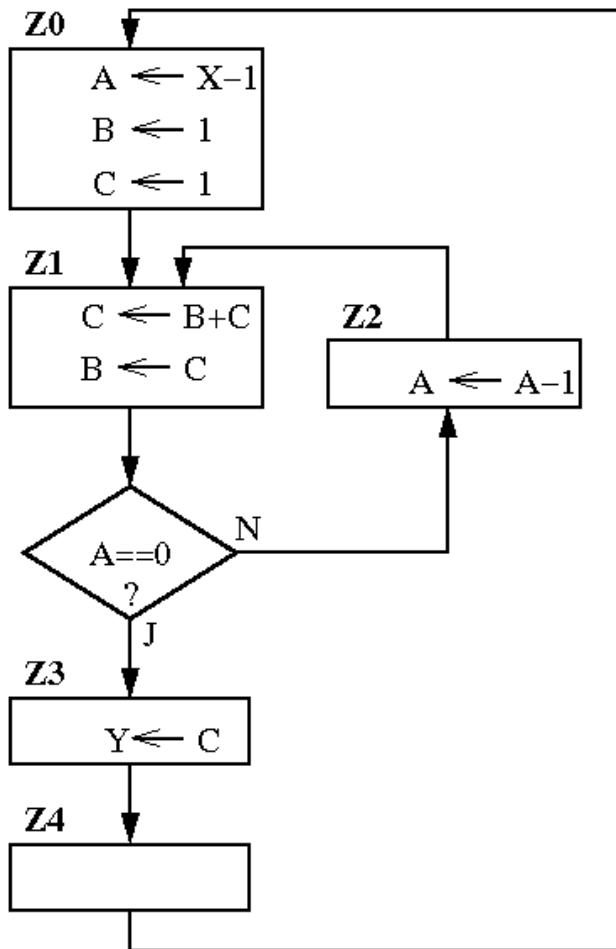 Z0
A ← X−1
B ← 1
C ← 1
Z1
C ← B+C
B ← C
Z2
A ← A−1
A==0
?
N
J
Z3
Y ← C
Z4